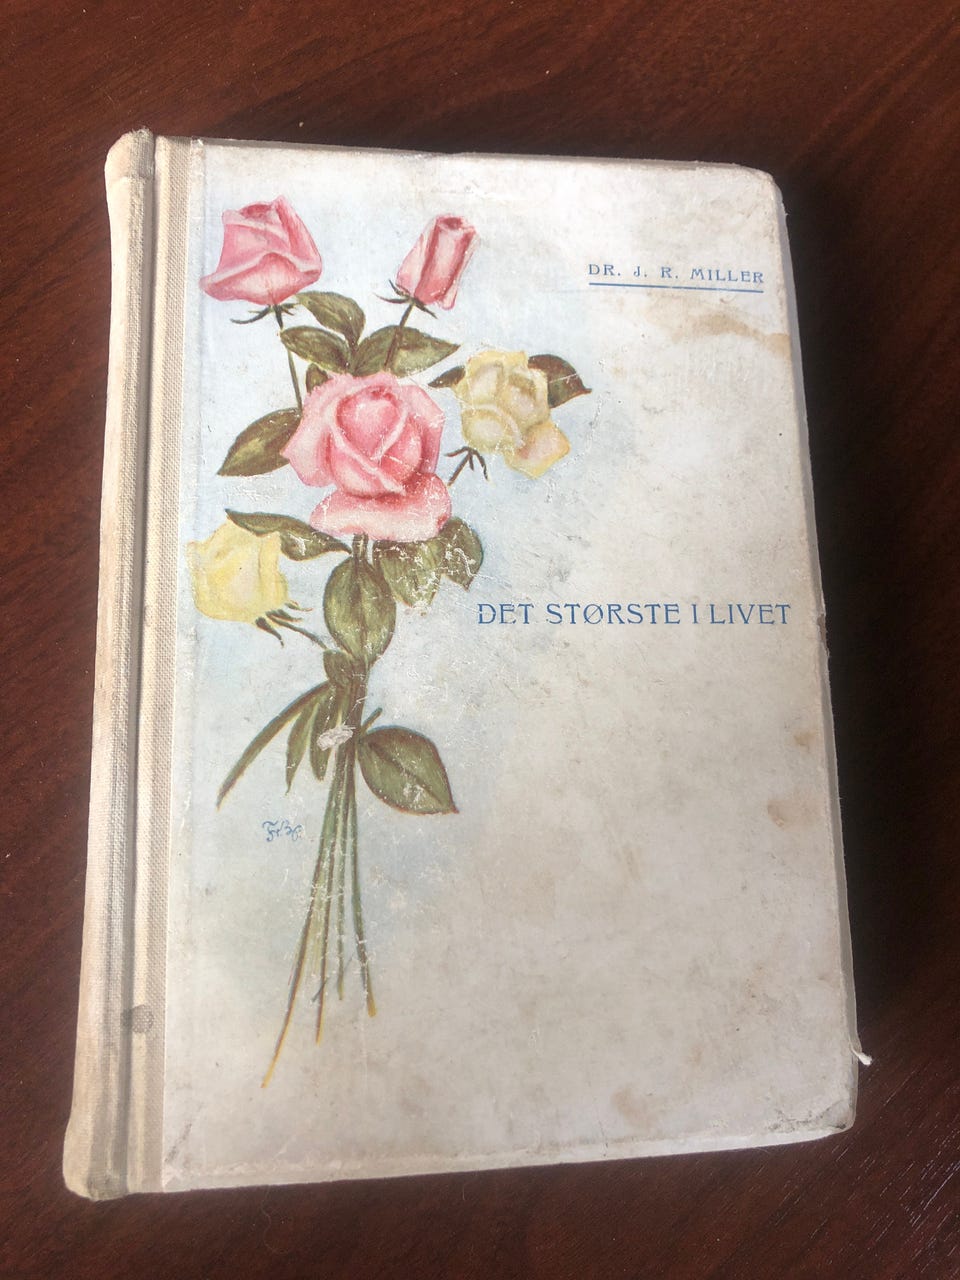 DR. J. R. MILLER
DET STØRSTE I LIVET